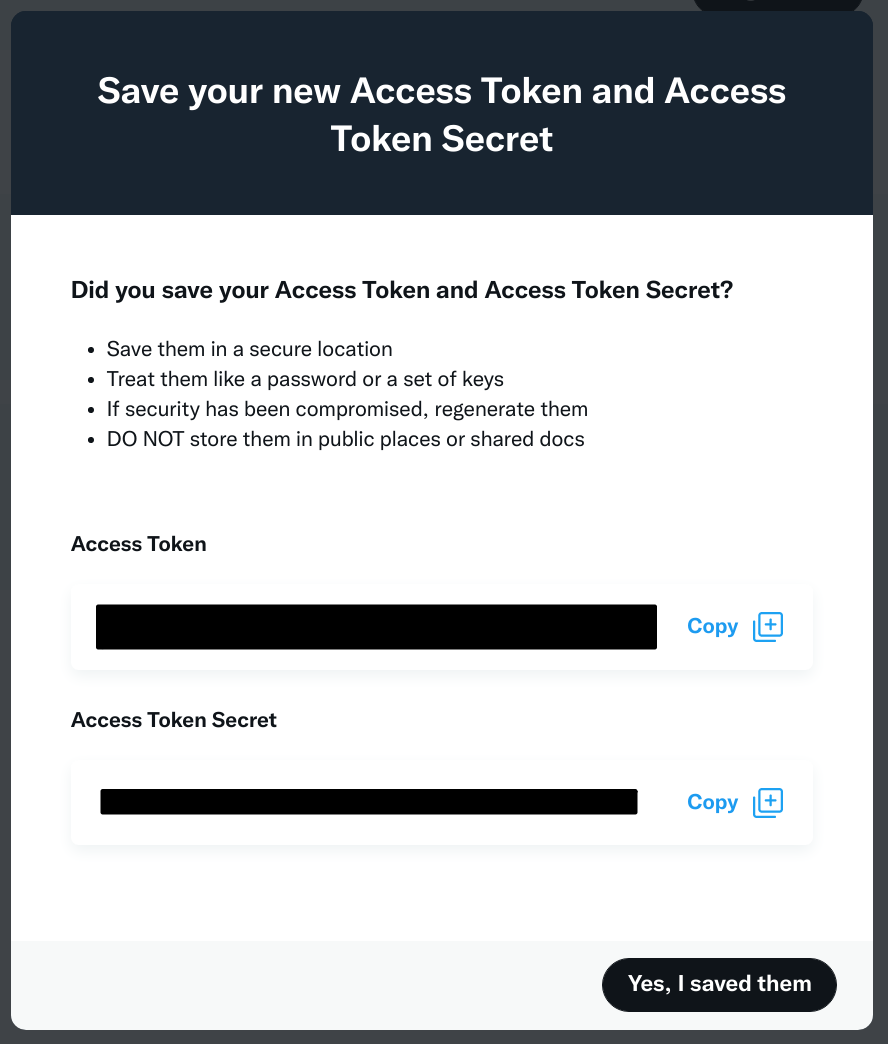 Save your new Access Token and Access
Token Secret
Did you save your Access Token and Access Token Secret?
• Save them in a secure location
• Treat them like a password or a set of keys
• If security has been compromised, regenerate them
• DO NOT store them in public places or shared docs
Access Token
Copy
Access Token Secret
Copy
Yes, I saved them